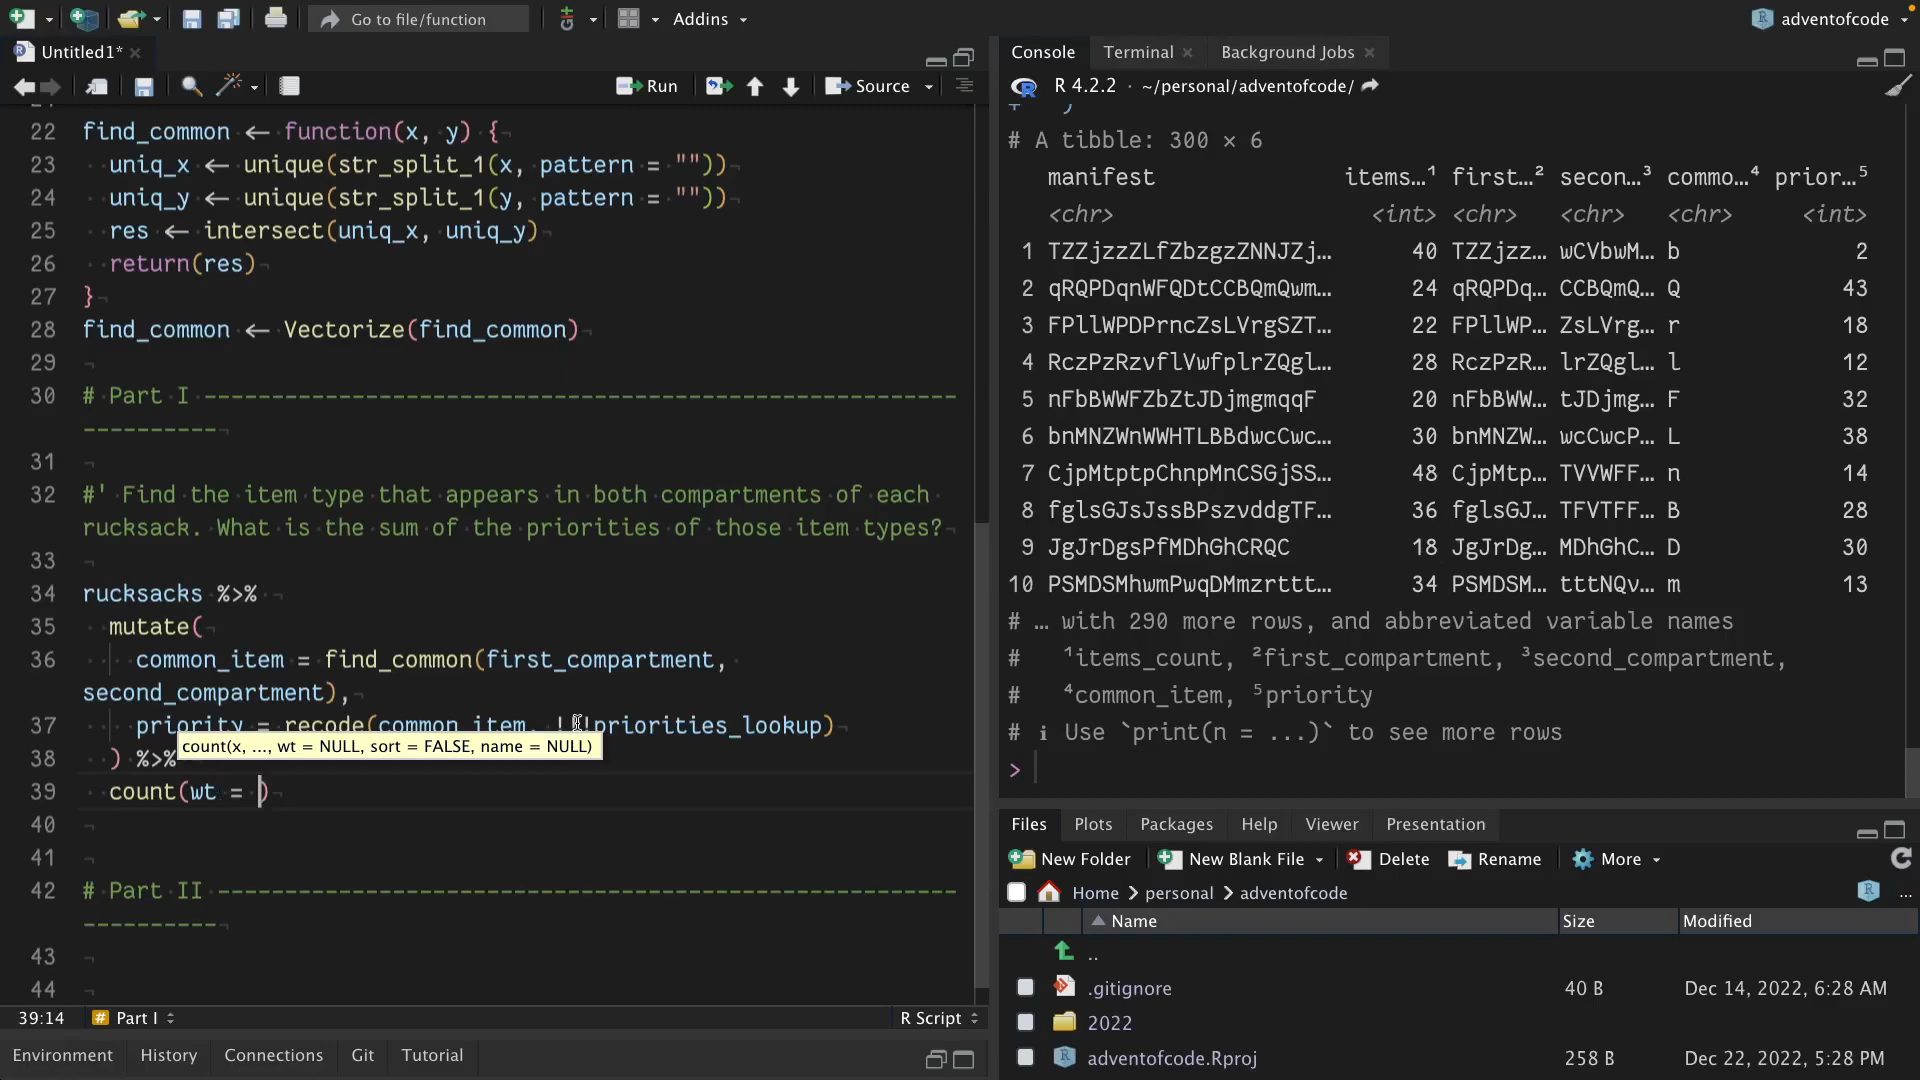 Go to file/function
Addins
adventofcode
Untitled1*
Run
Source
22 find_common <- function(x, y) {
23 uniq_x <- unique(str_split_1(x, pattern = ""))
24 uniq_y <- unique(str_split_1(y, pattern = ""))
25 res <- intersect(uniq_x, uniq_y)
26 return(res)
27 }
28 find_common <- Vectorize(find_common)
29
30 # Part I --------------------------------------------------------
----------
31
32 #' Find the item type that appears in both compartments of each
rucksack. What is the sum of the priorities of those item types?
33
34 rucksacks %>%
35 mutate(
36 common_item = find_common(first_compartment,
second_compartment),
37 priority = recode(common_item, !!!priorities_lookup)
count(x, ..., wt = NULL, sort = FALSE, name = NULL)
38 ) %>%
39 count(wt = )
40
41
42 # Part II -------------------------------------------------------
----------
43
44
39:14 # Part I R Script
Environment History Connections Git Tutorial
Console Terminal Background Jobs
R 4.2.2 · ~/personal/adventofcode/
+ )
# A tibble: 300 × 6
manifest items…¹ first…² secon…³ commo…⁴ prior…⁵
<chr> <int> <chr> <chr> <chr> <int>
1 TZZjzzZLfZbzgzZNNJZj… 40 TZZjzz… wCVbwM… b 2
2 qRQPDqnWFQDtCCBQmQwm… 24 qRQPDq… CCBQmQ… Q 43
3 FPllWPDPrncZsLVrgSZT… 22 FPllWP… ZsLVrg… r 18
4 RczPzRzvflVwfplrZQgl… 28 RczPzR… lrZQgl… l 12
5 nFbBWWFZbZtJDjmgmqqF 20 nFbBWW… tJDjmg… F 32
6 bnMNZWnWWHTLBBdwcCwc… 30 bnMNZW… wcCwcP… L 38
7 CjpMtptpChnpMnCSGjSS… 48 CjpMtp… TVVWFF… n 14
8 fglsGJsJssBPszvddgTF… 36 fglsGJ… TFVTFF… B 28
9 JgJrDgsPfMDhGhCRQC 18 JgJrDg… MDhGhC… D 30
10 PSMDSMhwmPwqDMmzrttt… 34 PSMDSM… tttNQv… m 13
# … with 290 more rows, and abbreviated variable names
# ¹items_count, ²first_compartment, ³second_compartment,
# ⁴common_item, ⁵priority
# ℹ Use `print(n = ...)` to see more rows
>
Files Plots Packages Help Viewer Presentation
New Folder New Blank File Delete Rename More
Home personal adventofcode ...
Name Size Modified
..
.gitignore 40 B Dec 14, 2022, 6:28 AM
2022
adventofcode.Rproj 258 B Dec 22, 2022, 5:28 PM